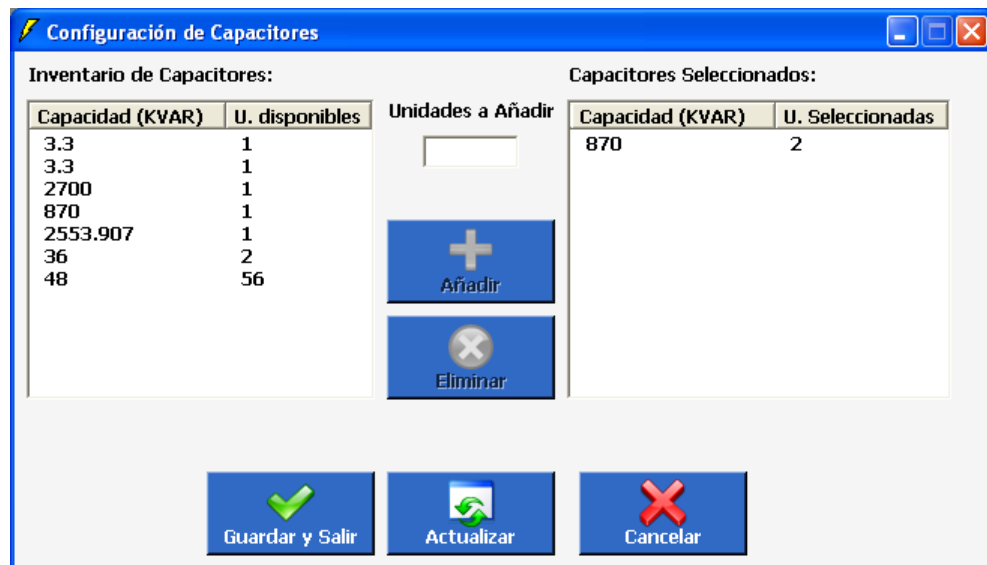 Configuración de Capacitores
Inventario de Capacitores:
Capacidad (KVAR) U. disponibles
3.3 1
3.3 1
2700 1
870 1
2553.907 1
36 2
48 56
Unidades a Añadir
Añadir
Eliminar
Capacitores Seleccionados:
Capacidad (KVAR) U. Seleccionadas
870 2
Guardar y Salir
Actualizar
Cancelar